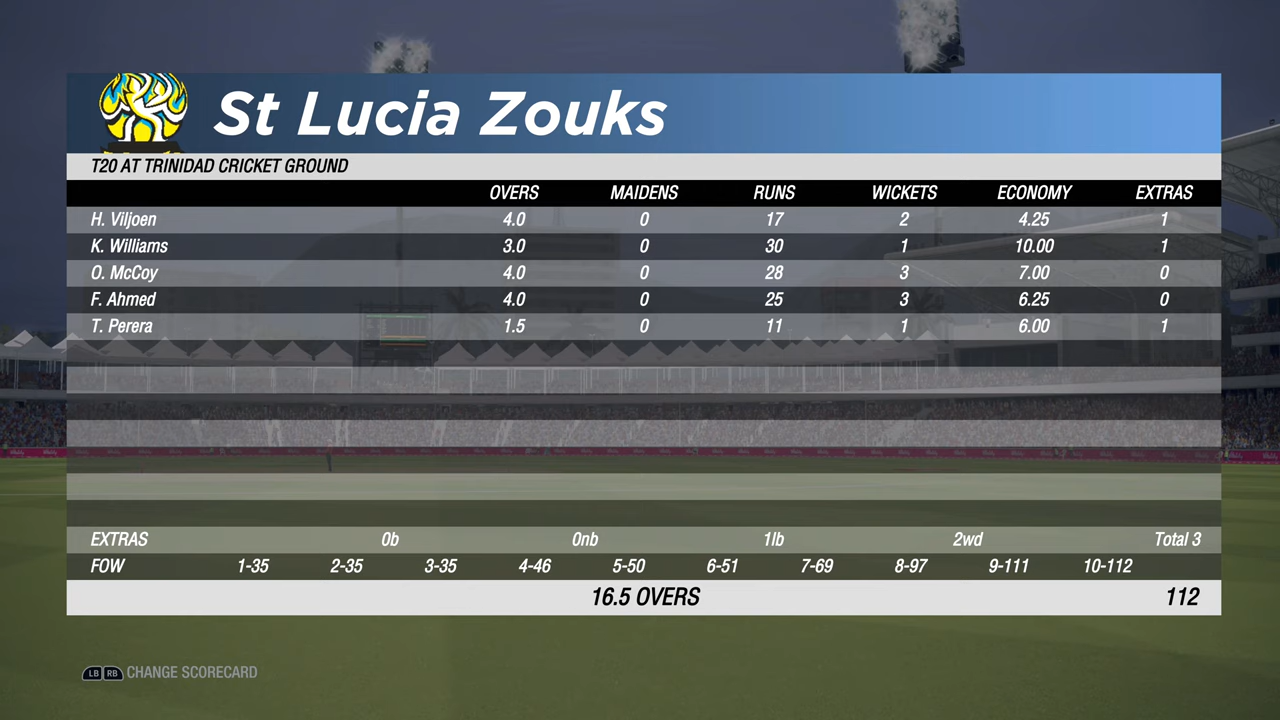 St Lucia Zouks
T20 AT TRINIDAD CRICKET GROUND
OVERS MAIDENS RUNS WICKETS ECONOMY EXTRAS
H. Viljoen 4.0 0 17 2 4.25 1
K. Williams 3.0 0 30 1 10.00 1
O. McCoy 4.0 0 28 3 7.00 0
F. Ahmed 4.0 0 25 3 6.25 0
T. Perera 1.5 0 11 1 6.00 1
EXTRAS 0b 0nb 1lb 2wd Total 3
FOW 1-35 2-35 3-35 4-46 5-50 6-51 7-69 8-97 9-111 10-112
16.5 OVERS 112
LB RB CHANGE SCORECARD